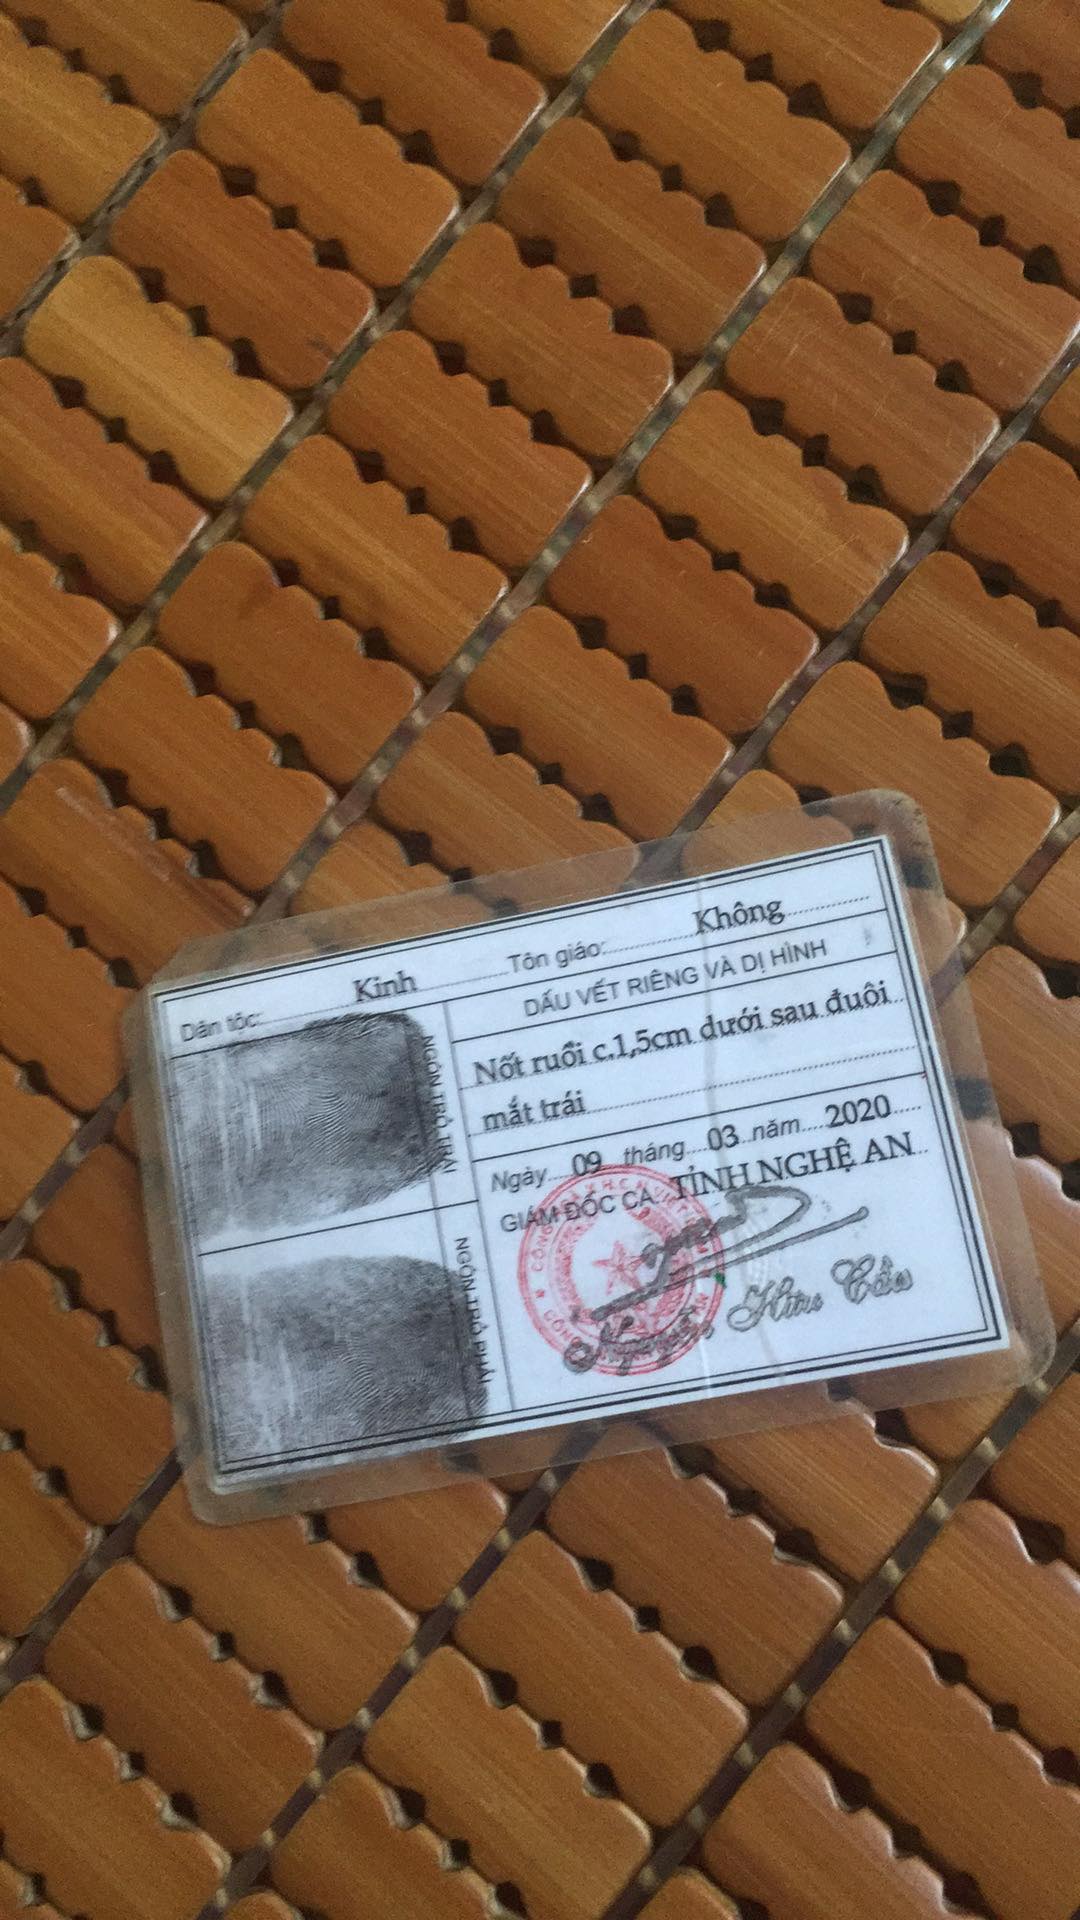 Dân tộc: Kinh Tôn giáo: Không
DẤU VẾT RIÊNG VÀ DỊ HÌNH
NGÓN TRỎ TRÁI
Nốt ruồi c.1,5cm dưới sau đuôi
mắt trái
Ngày 09 tháng 03 năm 2020
GIÁM ĐỐC CA. TỈNH NGHỆ AN
NGÓN TRỎ PHẢI
Nguyễn Hữu Cầu